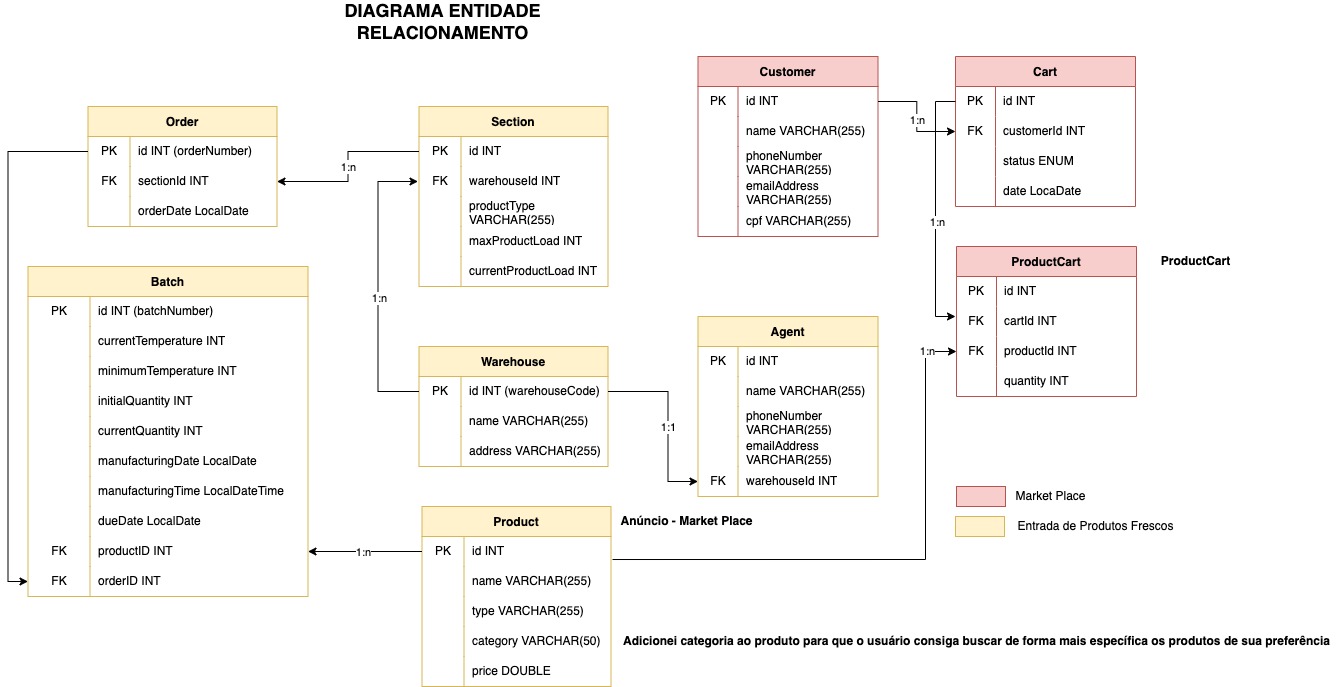 DIAGRAMA ENTIDADE
RELACIONAMENTO
Order
PK id INT (orderNumber)
FK sectionId INT
orderDate LocalDate
1:n
Section
PK id INT
FK warehouseId INT
productType
VARCHAR(255)
maxProductLoad INT
currentProductLoad INT
1:n
Customer
PK id INT
name VARCHAR(255)
phoneNumber
VARCHAR(255)
emailAddress
VARCHAR(255)
cpf VARCHAR(255)
1:n
Cart
PK id INT
FK customerId INT
status ENUM
date LocaDate
1:n
ProductCart
PK id INT
FK cartId INT
FK productId INT
quantity INT
ProductCart
1:n
Batch
PK id INT (batchNumber)
currentTemperature INT
minimumTemperature INT
initialQuantity INT
currentQuantity INT
manufacturingDate LocalDate
manufacturingTime LocalDateTime
dueDate LocalDate
FK productID INT
FK orderID INT
Warehouse
PK id INT (warehouseCode)
name VARCHAR(255)
address VARCHAR(255)
1:1
Agent
PK id INT
name VARCHAR(255)
phoneNumber
VARCHAR(255)
emailAddress
VARCHAR(255)
FK warehouseId INT
Market Place
Entrada de Produtos Frescos
1:n
Product
PK id INT
name VARCHAR(255)
type VARCHAR(255)
category VARCHAR(50)
price DOUBLE
Anúncio - Market Place
Adicionei categoria ao produto para que o usuário consiga buscar de forma mais específica os produtos de sua preferência